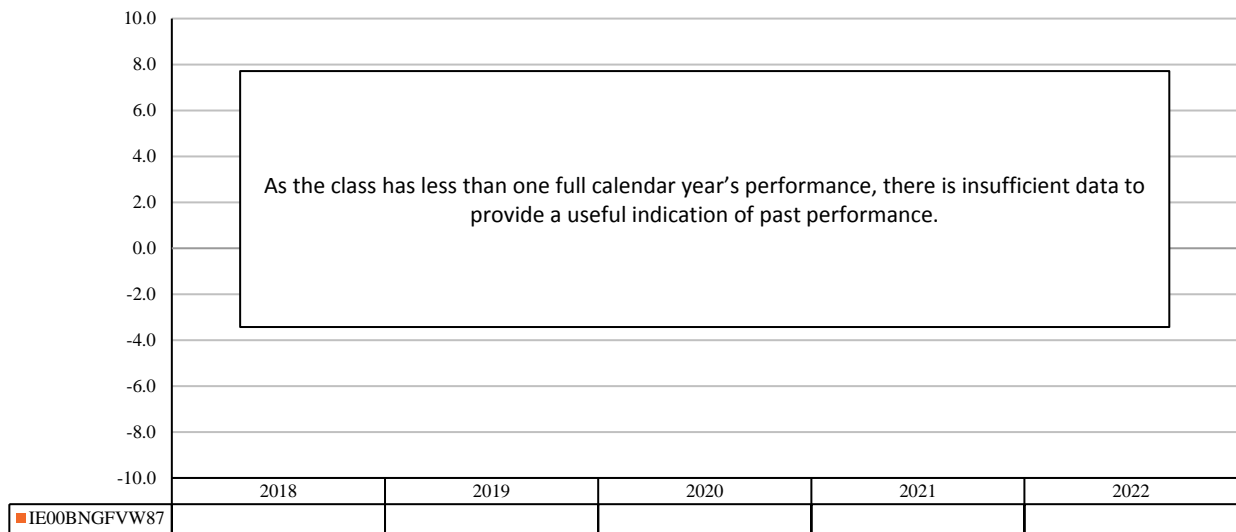 10.0
8.0
6.0
4.0
2.0
0.0
-2.0
-4.0
-6.0
-8.0
-10.0
As the class has less than one full calendar year’s performance, there is insufficient data to
provide a useful indication of past performance.
2018 2019 2020 2021 2022
IE00BNGFVW87